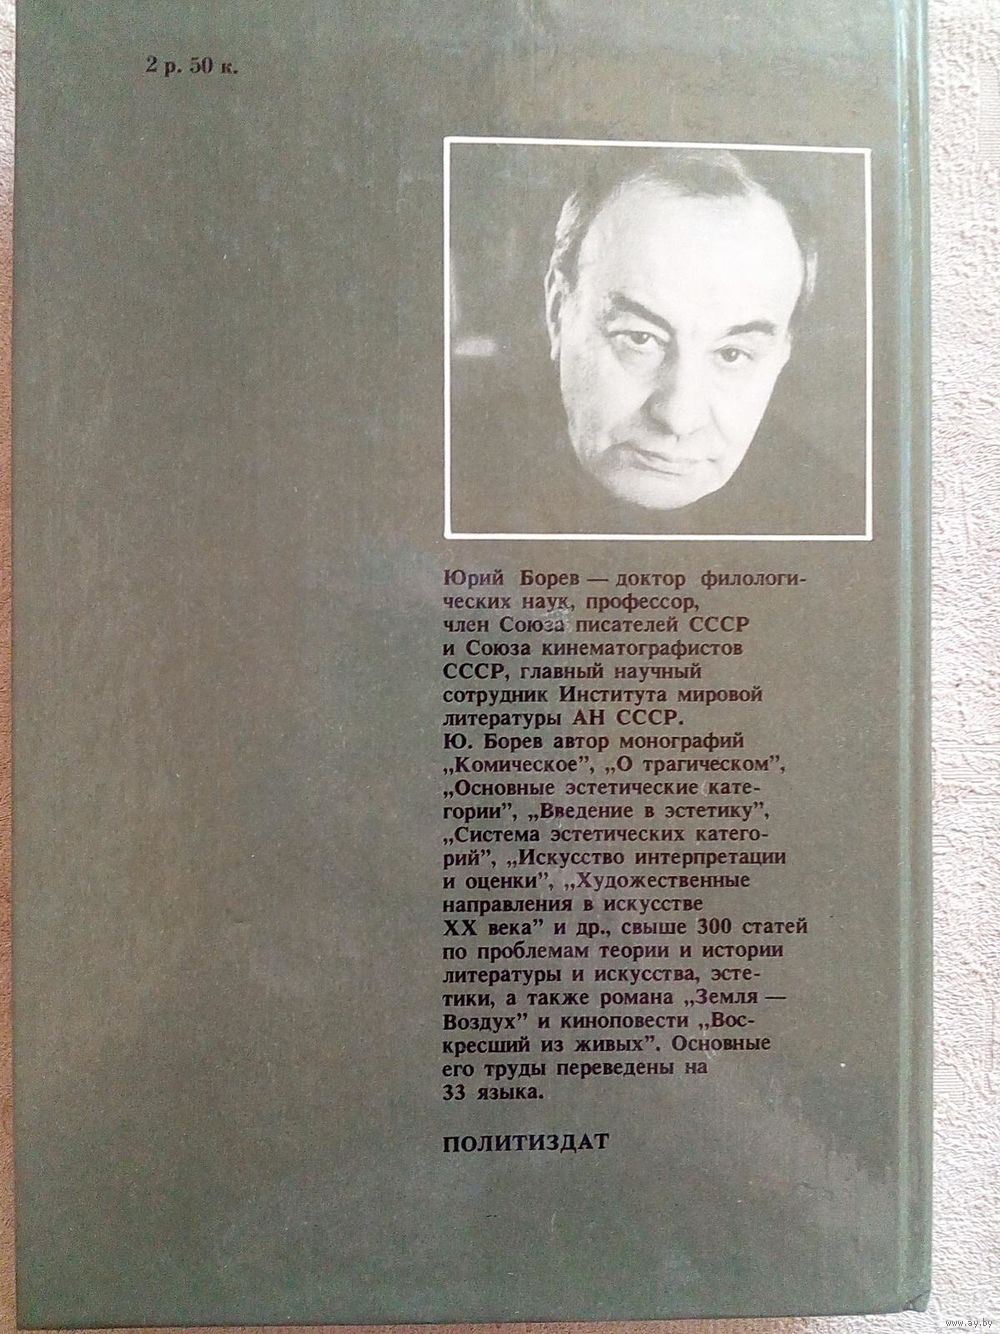 2 р. 50 к.
Юрий Борев — доктор филологи-
ческих наук, профессор,
член Союза писателей СССР
и Союза кинематографистов
СССР, главный научный
сотрудник Института мировой
литературы АН СССР.
Ю. Борев автор монографий
„Комическое”, „О трагическом”,
„Основные эстетические кате-
гории”, „Введение в эстетику”,
„Система эстетических катего-
рий”, „Искусство интерпретации
и оценки”, „Художественные
направления в искусстве
XX века” и др., свыше 300 статей
по проблемам теории и истории
литературы и искусства, эсте-
тики, а также романа „Земля —
Воздух” и киноповести „Вос-
кресший из живых”. Основные
его труды переведены на
33 языка.
ПОЛИТИЗДАТ
www.ay.by